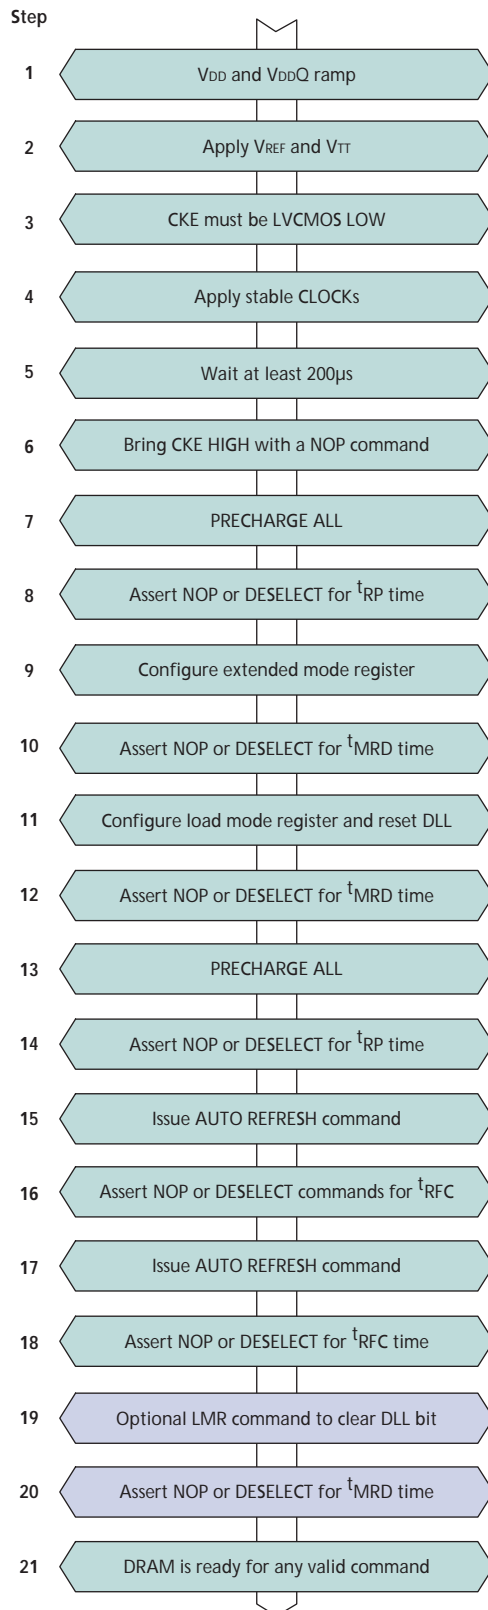 Step
1 VDD and VDDQ ramp
2 Apply VREF and VTT
3 CKE must be LVCMOS LOW
4 Apply stable CLOCKs
5 Wait at least 200µs
6 Bring CKE HIGH with a NOP command
7 PRECHARGE ALL
8 Assert NOP or DESELECT for tRP time
9 Configure extended mode register
10 Assert NOP or DESELECT for tMRD time
11 Configure load mode register and reset DLL
12 Assert NOP or DESELECT for tMRD time
13 PRECHARGE ALL
14 Assert NOP or DESELECT for tRP time
15 Issue AUTO REFRESH command
16 Assert NOP or DESELECT commands for tRFC
17 Issue AUTO REFRESH command
18 Assert NOP or DESELECT for tRFC time
19 Optional LMR command to clear DLL bit
20 Assert NOP or DESELECT for tMRD time
21 DRAM is ready for any valid command